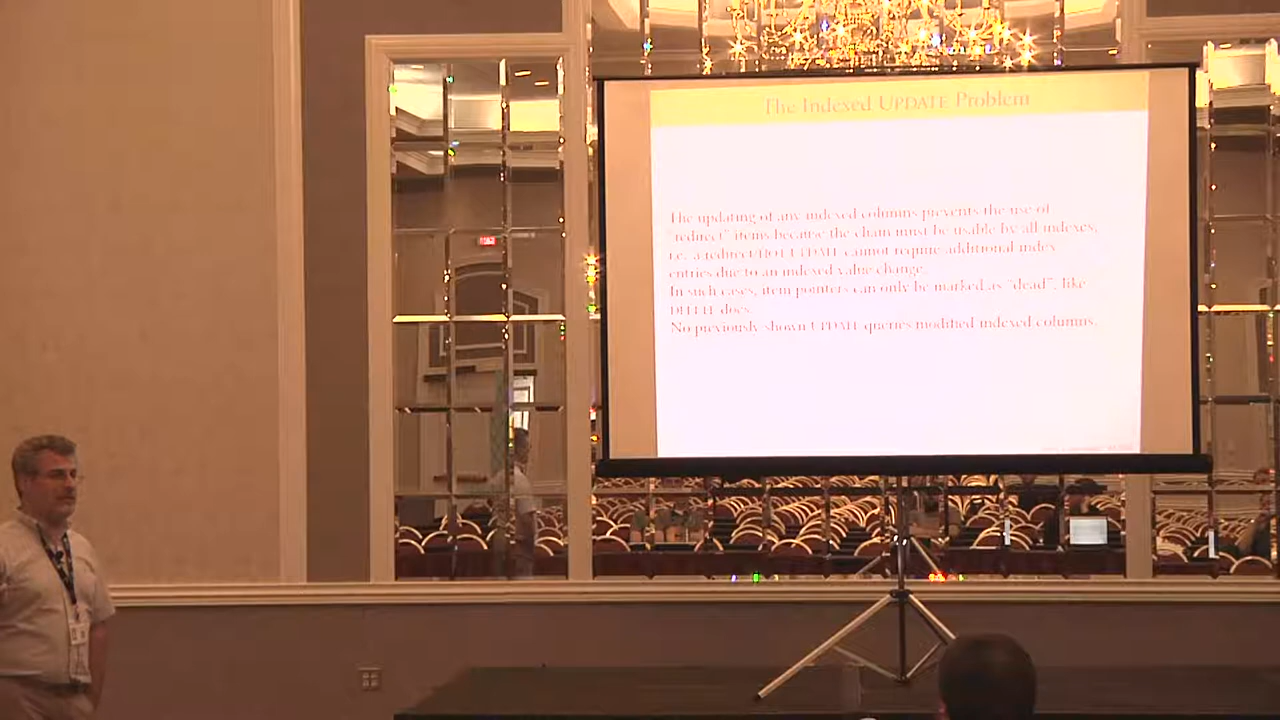 The Indexed UPDATE Problem
The updating of any indexed columns prevents the use of
"redirect" items because the chain must be usable by all indexes,
i.e. a redirect/HOT UPDATE cannot require additional index
entries due to an indexed value change.
In such cases, item pointers can only be marked as "dead", like
DELETE does.
No previously shown UPDATE queries modified indexed columns.